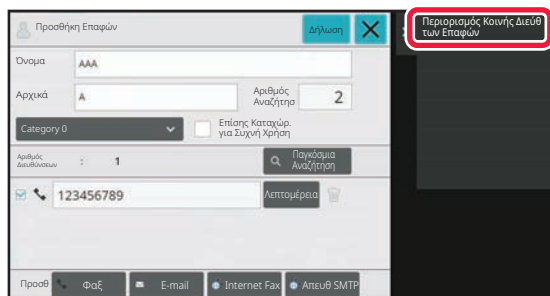 Προσθήκη Επαφών
Δήλωση
Περιορισμός Κοινής Διεύθ
των Επαφών
Όνομα
AAA
Αρχικά
A
Αριθμός
Αναζήτησ
2
Category 0
Επίσης Καταχώρ.
για Συχνή Χρήση
Αριθμός
Διευθύνσεων
:
1
Παγκόσμια
Αναζήτηση
123456789
Λεπτομέρεια
Προσθ
Φαξ
E-mail
Internet Fax
Απευθ SMTP